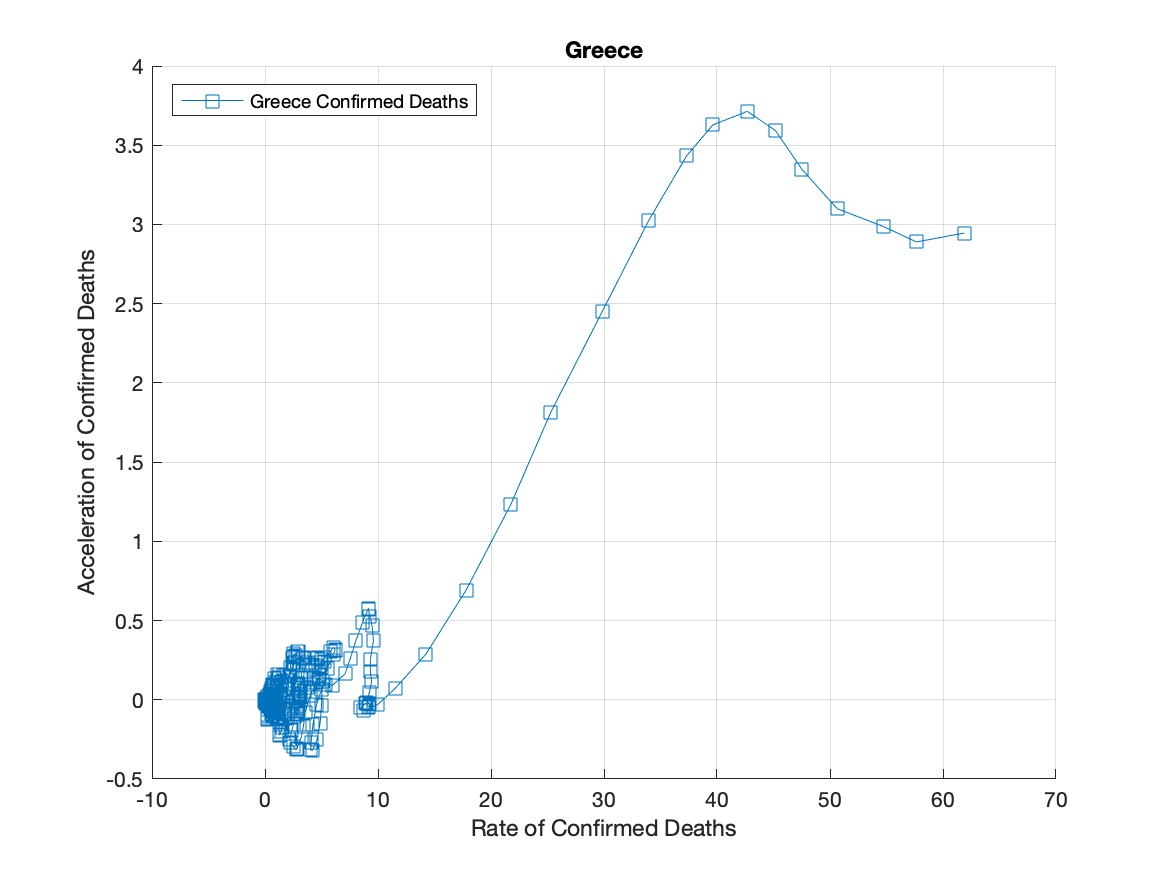 Greece
4
3.5
3
2.5
2
1.5
1
0.5
0
-0.5
Greece Confirmed Deaths
Acceleration of Confirmed Deaths
-10 0 10 20 30 40 50 60 70
Rate of Confirmed Deaths